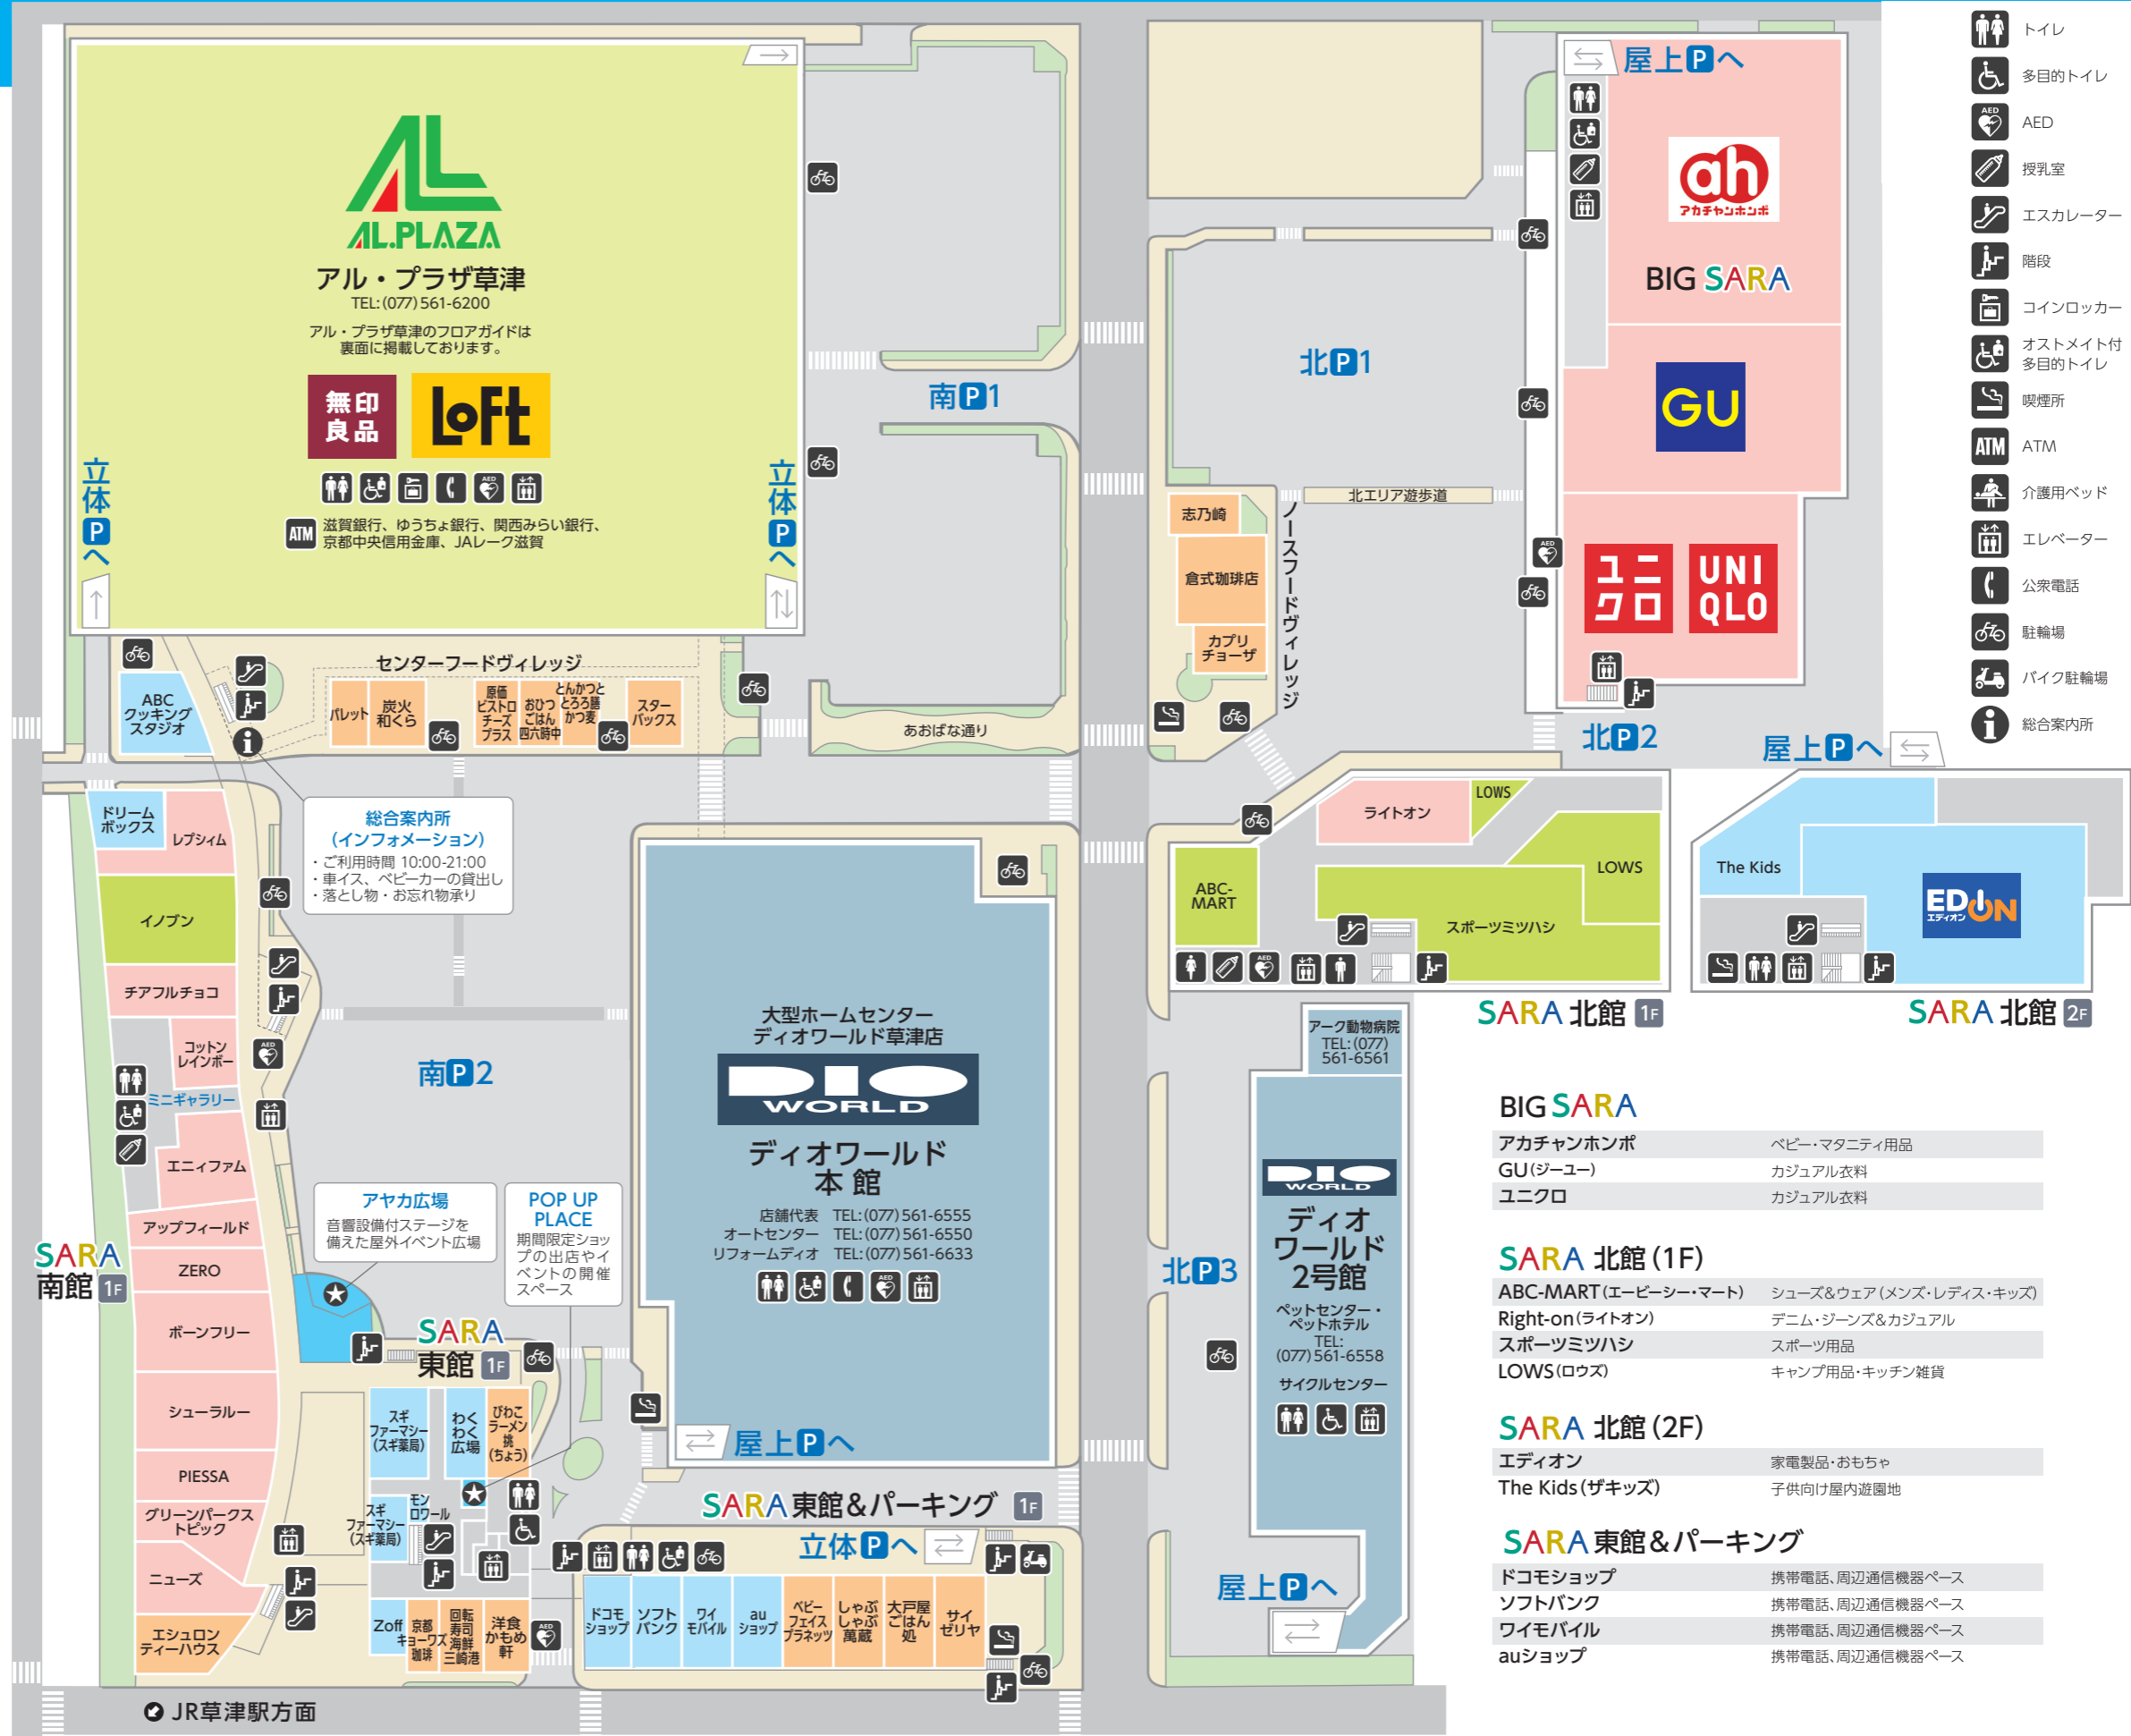 AL.PLAZA
アル・プラザ草津
TEL:(077)561-6200
アル・プラザ草津のフロアガイドは
裏面に掲載しております。
無印
良品
LOFT
立体Pへ
立体Pへ
ATM
滋賀銀行、ゆうちょ銀行、関西みらい銀行、
京都中央信用金庫、JAレーク滋賀
AED
南P1
センターフードヴィレッジ
ABC
クッキング
スタジオ
パレット
炭火
和くら
原価
ビストロ
チーズ
プラス
おひつ
ごはん
四六時中
とんかつと
とろろ膳
かつ麦
スター
バックス
あおばな通り
総合案内所
(インフォメーション)
・ご利用時間 10:00-21:00
・車イス、ベビーカーの貸出し
・落とし物・お忘れ物承り
ドリーム
ボックス
レプシィム
イノブン
チアフルチョコ
コットン
レインボー
AED
ミニギャラリー
エニィファム
アップフィールド
ZERO
ボーンフリー
シューラルー
PIESSA
グリーンパークス
トピック
ニューズ
エシュロン
ティーハウス
SARA
南館 1F
南P2
アヤカ広場
音響設備付ステージを
備えた屋外イベント広場
POP UP
PLACE
期間限定ショッ
プの出店やイ
ベントの開催
スペース
SARA
東館 1F
スギ
ファーマシー
(スギ薬局)
わく
わく
広場
びわこ
ラーメン
挑
(ちょう)
スギ
ファーマシー
(スギ薬局)
モン
ロワール
Zoff
京都
キョーワズ
珈琲
回転
寿司
海鮮
三崎港
洋食
かもめ
軒
AED
JR草津駅方面
大型ホームセンター
ディオワールド草津店
DIO
WORLD
ディオワールド
本館
店舗代表 TEL:(077)561-6555
オートセンター TEL:(077)561-6550
リフォームディオ TEL:(077)561-6633
AED
屋上Pへ
SARA 東館&パーキング 1F
立体Pへ
ドコモ
ショップ
ソフト
バンク
ワイ
モバイル
au
ショップ
ベビー
フェイス
プラネッツ
しゃぶ
しゃぶ
萬蔵
大戸屋
ごはん
処
サイ
ゼリヤ
北P1
北エリア遊歩道
志乃崎
倉式珈琲店
カプリ
チョーザ
ノースフードヴィレッジ
屋上Pへ
ah
アカチャンホンポ
BIG SARA
GU
AED
ユニ
クロ
UNI
QLO
北P2
屋上Pへ
ライトオン
LOWS
LOWS
ABC-
MART
スポーツミツハシ
AED
SARA 北館 1F
The Kids
EDION
エディオン
SARA 北館 2F
北P3
アーク動物病院
TEL:(077)
561-6561
DIO
WORLD
ディオ
ワールド
2号館
ペットセンター・
ペットホテル
TEL:
(077)561-6558
サイクルセンター
屋上Pへ
トイレ
多目的トイレ
AED
AED
授乳室
エスカレーター
階段
コインロッカー
オストメイト付
多目的トイレ
喫煙所
ATM
ATM
介護用ベッド
エレベーター
公衆電話
駐輪場
バイク駐輪場
i 総合案内所
BIG SARA
アカチャンホンポ ベビー・マタニティ用品
GU(ジーユー) カジュアル衣料
ユニクロ カジュアル衣料
SARA 北館(1F)
ABC-MART(エービーシー・マート) シューズ&ウェア(メンズ・レディス・キッズ)
Right-on(ライトオン) デニム・ジーンズ&カジュアル
スポーツミツハシ スポーツ用品
LOWS(ロウズ) キャンプ用品・キッチン雑貨
SARA 北館(2F)
エディオン 家電製品・おもちゃ
The Kids(ザキッズ) 子供向け屋内遊園地
SARA 東館&パーキング
ドコモショップ 携帯電話、周辺通信機器ベース
ソフトバンク 携帯電話、周辺通信機器ベース
ワイモバイル 携帯電話、周辺通信機器ベース
auショップ 携帯電話、周辺通信機器ベース